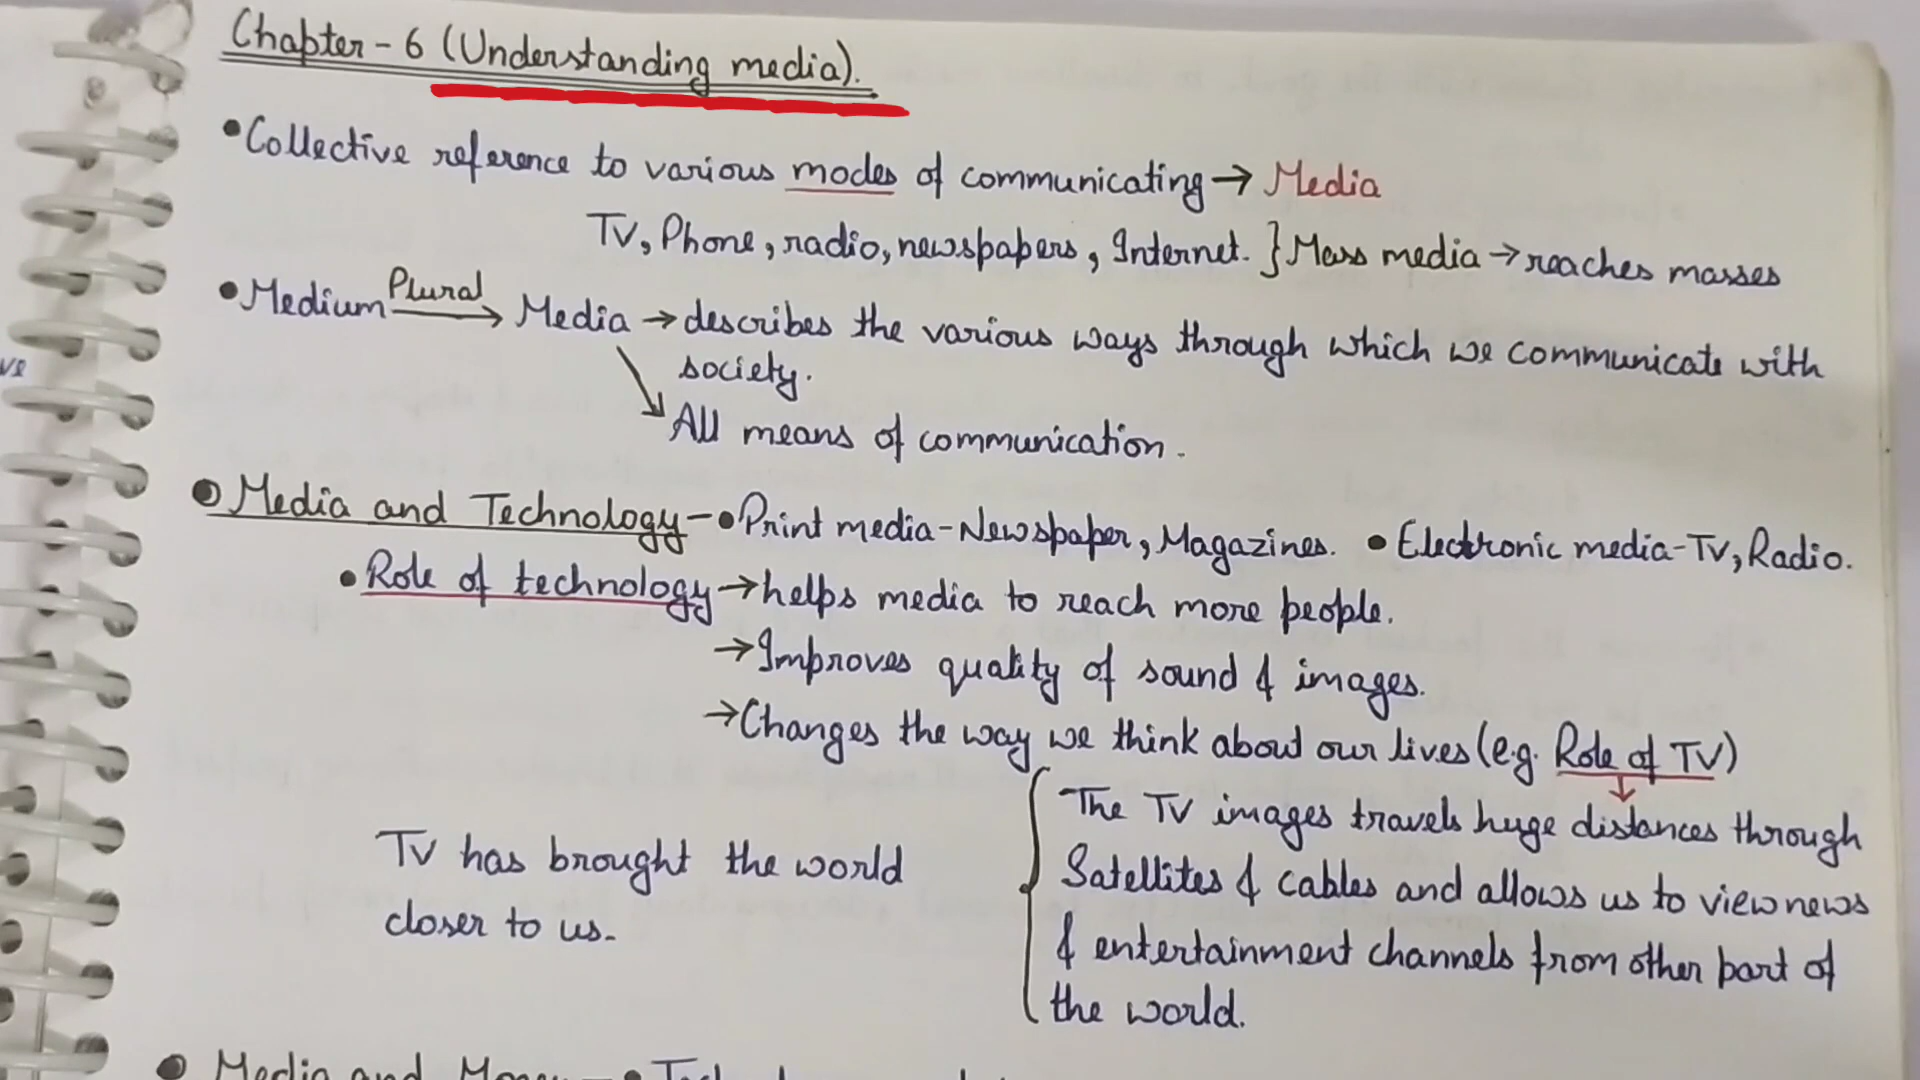 Chapter - 6 (Understanding media).
• Collective reference to various modes of communicating → Media
TV, Phone, radio, newspapers, Internet. } Mass media → reaches masses
• Medium Plural → Media → describes the various ways through which we communicate with
society.
All means of communication.
Media and Technology - • Print media - Newspaper, Magazines. • Electronic media - TV, Radio.
• Role of technology → helps media to reach more people.
→ Improves quality of sound & images.
→ Changes the way we think about our lives (e.g. Role of TV)
The TV images travels huge distances through
Satellites & cables and allows us to view news
& entertainment channels from other part of
the world.
TV has brought the world
closer to us.
Media and